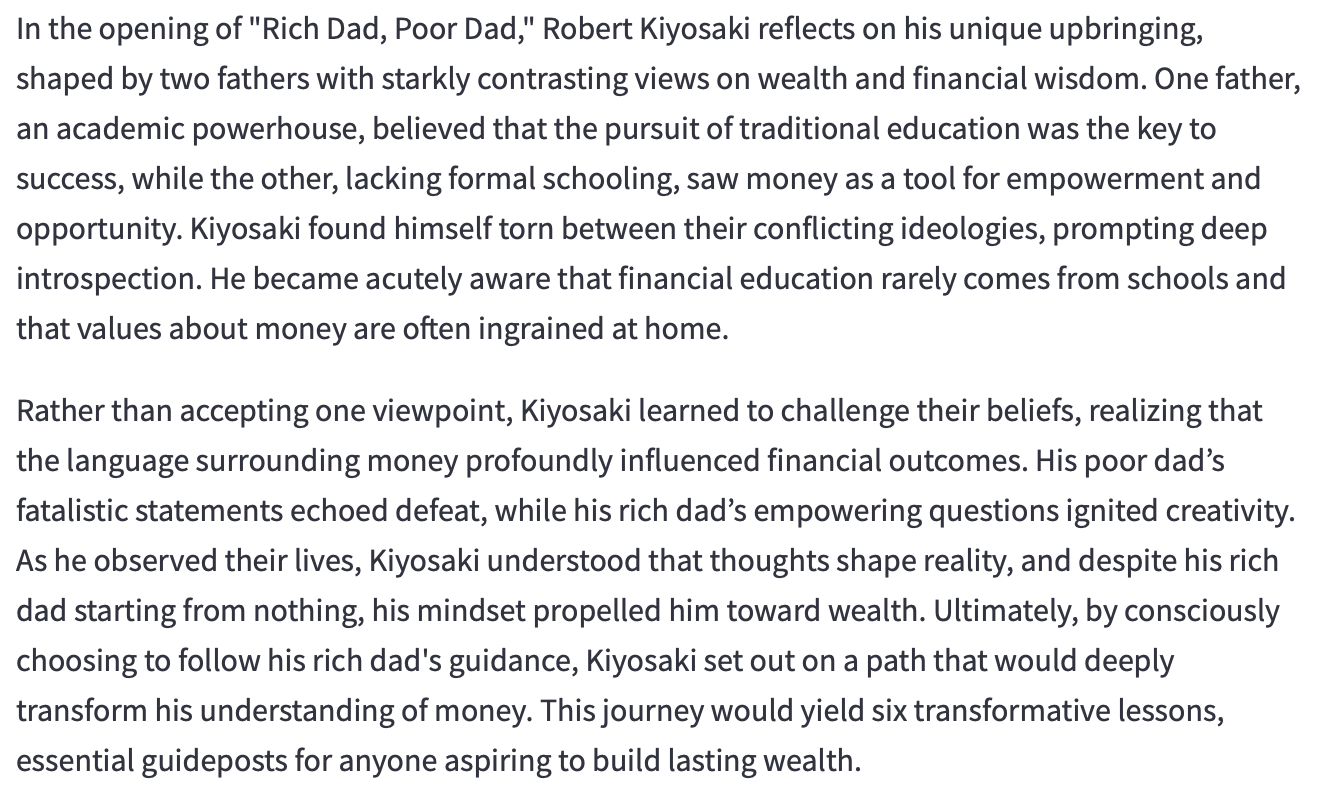 In the opening of "Rich Dad, Poor Dad," Robert Kiyosaki reflects on his unique upbringing,
shaped by two fathers with starkly contrasting views on wealth and financial wisdom. One father,
an academic powerhouse, believed that the pursuit of traditional education was the key to
success, while the other, lacking formal schooling, saw money as a tool for empowerment and
opportunity. Kiyosaki found himself torn between their conflicting ideologies, prompting deep
introspection. He became acutely aware that financial education rarely comes from schools and
that values about money are often ingrained at home.
Rather than accepting one viewpoint, Kiyosaki learned to challenge their beliefs, realizing that
the language surrounding money profoundly influenced financial outcomes. His poor dad’s
fatalistic statements echoed defeat, while his rich dad’s empowering questions ignited creativity.
As he observed their lives, Kiyosaki understood that thoughts shape reality, and despite his rich
dad starting from nothing, his mindset propelled him toward wealth. Ultimately, by consciously
choosing to follow his rich dad's guidance, Kiyosaki set out on a path that would deeply
transform his understanding of money. This journey would yield six transformative lessons,
essential guideposts for anyone aspiring to build lasting wealth.